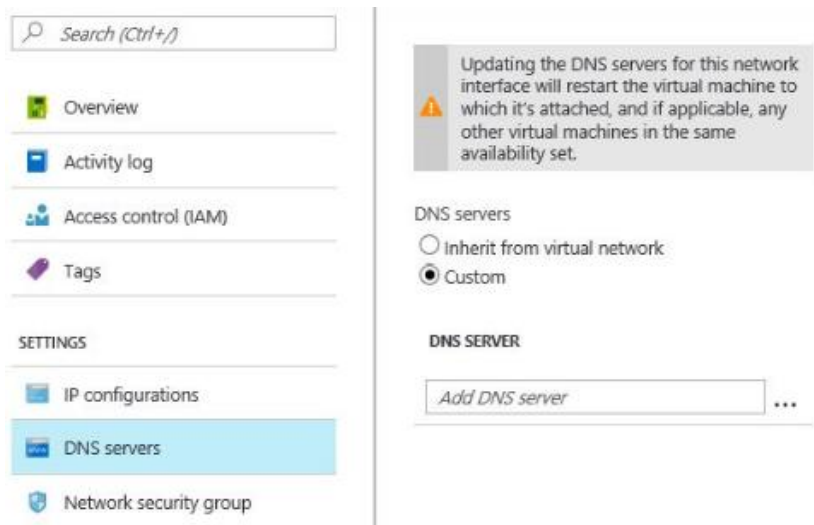 Search (Ctrl+/)
Overview
Activity log
Access control (IAM)
Tags
SETTINGS
IP configurations
DNS servers
Network security group
Updating the DNS servers for this network
interface will restart the virtual machine to
which it's attached, and if applicable, any
other virtual machines in the same
availability set.
DNS servers
Inherit from virtual network
Custom
DNS SERVER
Add DNS server
...